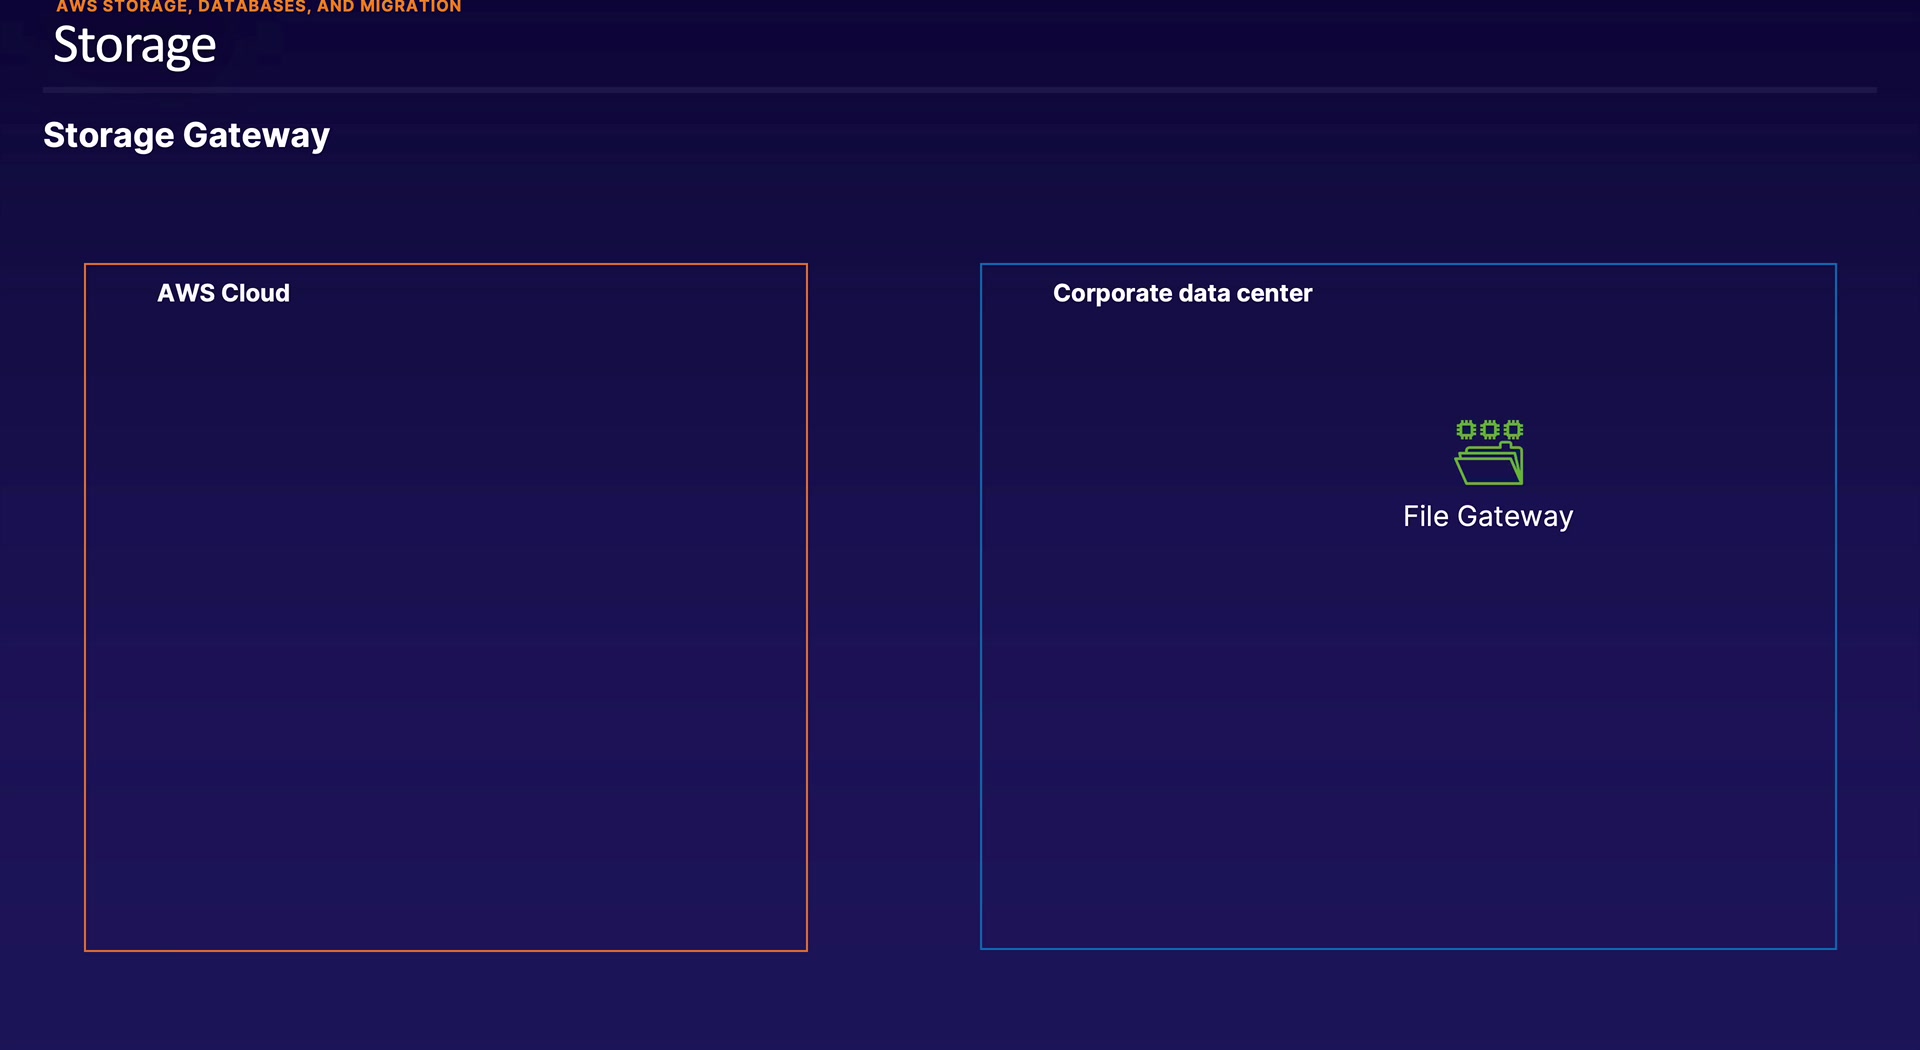 AWS STORAGE, DATABASES, AND MIGRATION
Storage
Storage Gateway
AWS Cloud
Corporate data center
File Gateway